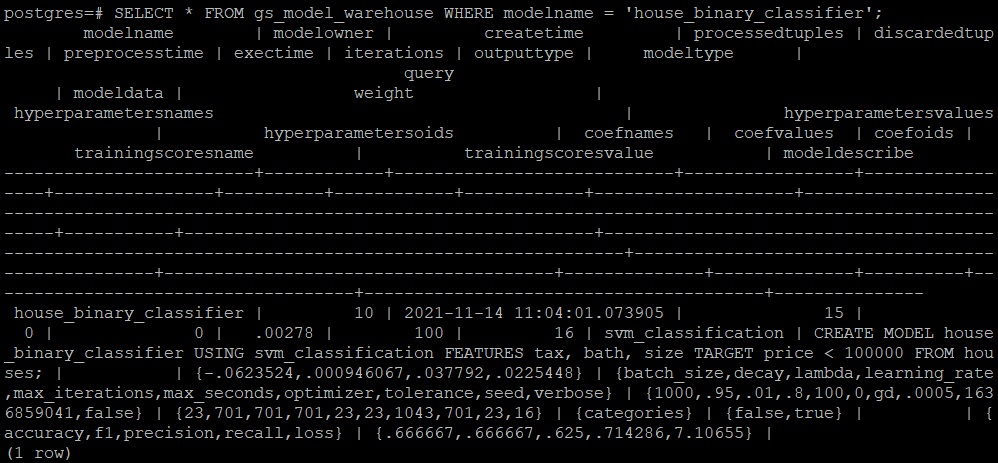 postgres=# SELECT * FROM gs_model_warehouse WHERE modelname = 'house_binary_classifier';
        modelname        | modelowner |         createtime         | processedtuples | discardedtup
les | preprocesstime | exectime | iterations | outputtype |     modeltype      |
                                        query
     | modeldata |                 weight                  |
 hyperparametersnames                                         |               hyperparametersvalues
               |          hyperparametersoids          |  coefnames   |  coefvalues  | coefoids |
       trainingscoresname          |          trainingscoresvalue           | modeldescribe
-------------------------+------------+----------------------------+-----------------+-------------
----+----------------+----------+------------+------------+--------------------+--------------------
---------------------------------------------------------------------------------------------------
-----+-----------+-----------------------------------------+---------------------------------------
--------------------------------------------------------------+------------------------------------
---------------+---------------------------------------+--------------+--------------+----------+--
---------------------------------+----------------------------------------+---------------
 house_binary_classifier |         10 | 2021-11-14 11:04:01.073905 |              15 |
  0 |              0 |   .00278 |        100 |         16 | svm_classification | CREATE MODEL house
_binary_classifier USING svm_classification FEATURES tax, bath, size TARGET price < 100000 FROM hou
ses; |           | {-.0623524,.000946067,.037792,.0225448} | {batch_size,decay,lambda,learning_rate
,max_iterations,max_seconds,optimizer,tolerance,seed,verbose} | {1000,.95,.01,.8,100,0,gd,.0005,163
6859041,false} | {23,701,701,701,23,23,1043,701,23,16} | {categories} | {false,true} |          | {
accuracy,f1,precision,recall,loss} | {.666667,.666667,.625,.714286,7.10655} |
(1 row)